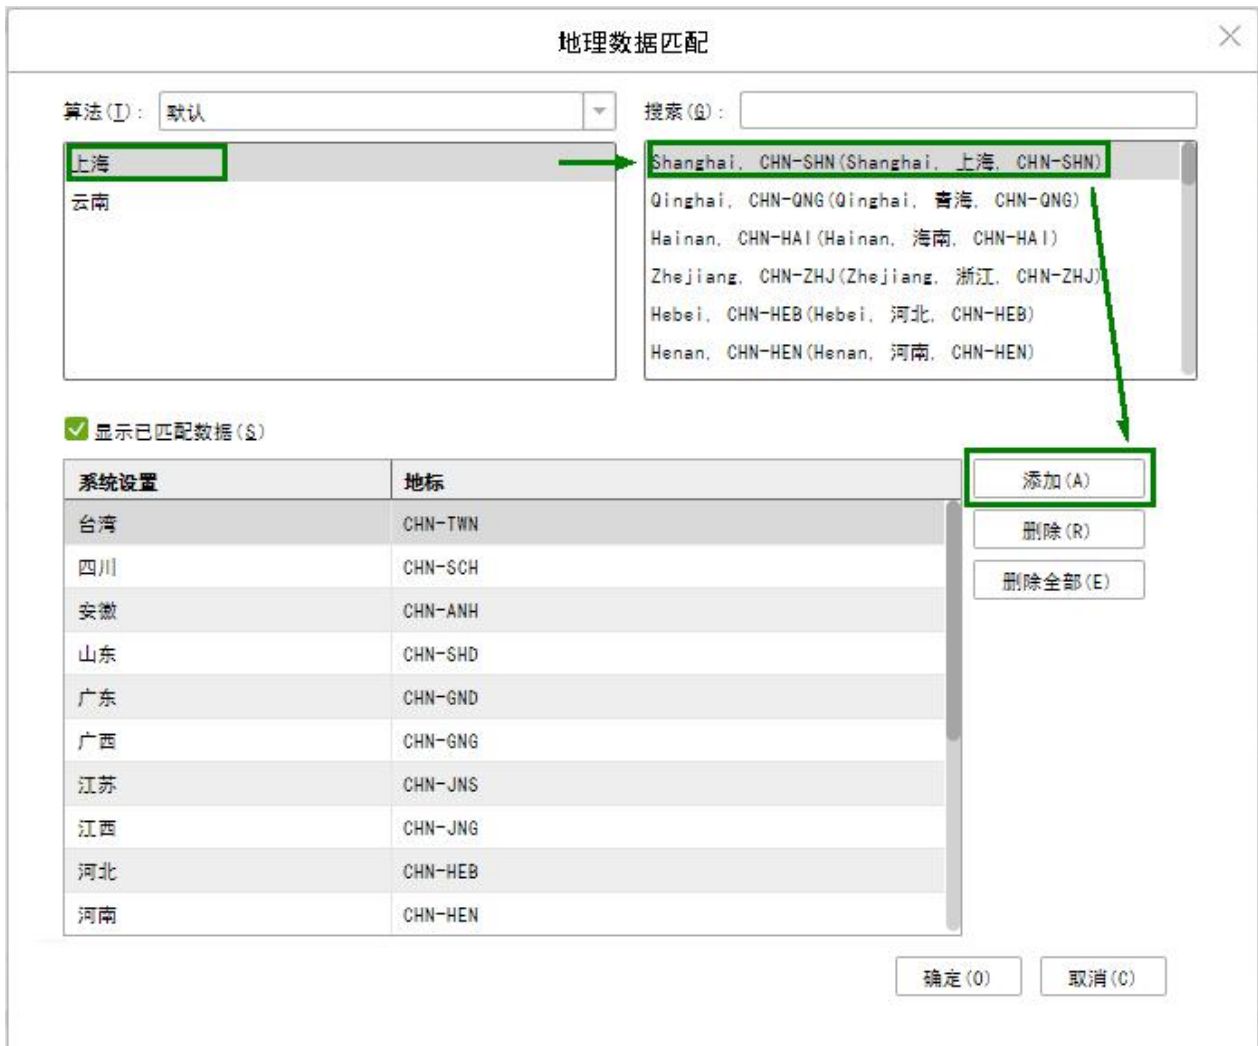 地理数据匹配
算法(T)： 默认
搜索(G)：
上海
云南
Shanghai, CHN-SHN(Shanghai, 上海, CHN-SHN)
Qinghai, CHN-QNG(Qinghai, 青海, CHN-QNG)
Hainan, CHN-HAI(Hainan, 海南, CHN-HAI)
Zhejiang, CHN-ZHJ(Zhejiang, 浙江, CHN-ZHJ)
Hebei, CHN-HEB(Hebei, 河北, CHN-HEB)
Henan, CHN-HEN(Henan, 河南, CHN-HEN)
显示已匹配数据(S)
系统设置 地标
台湾 CHN-TWN
四川 CHN-SCH
安徽 CHN-ANH
山东 CHN-SHD
广东 CHN-GND
广西 CHN-GNG
江苏 CHN-JNS
江西 CHN-JNG
河北 CHN-HEB
河南 CHN-HEN
添加(A)
删除(R)
删除全部(E)
确定(O)
取消(C)